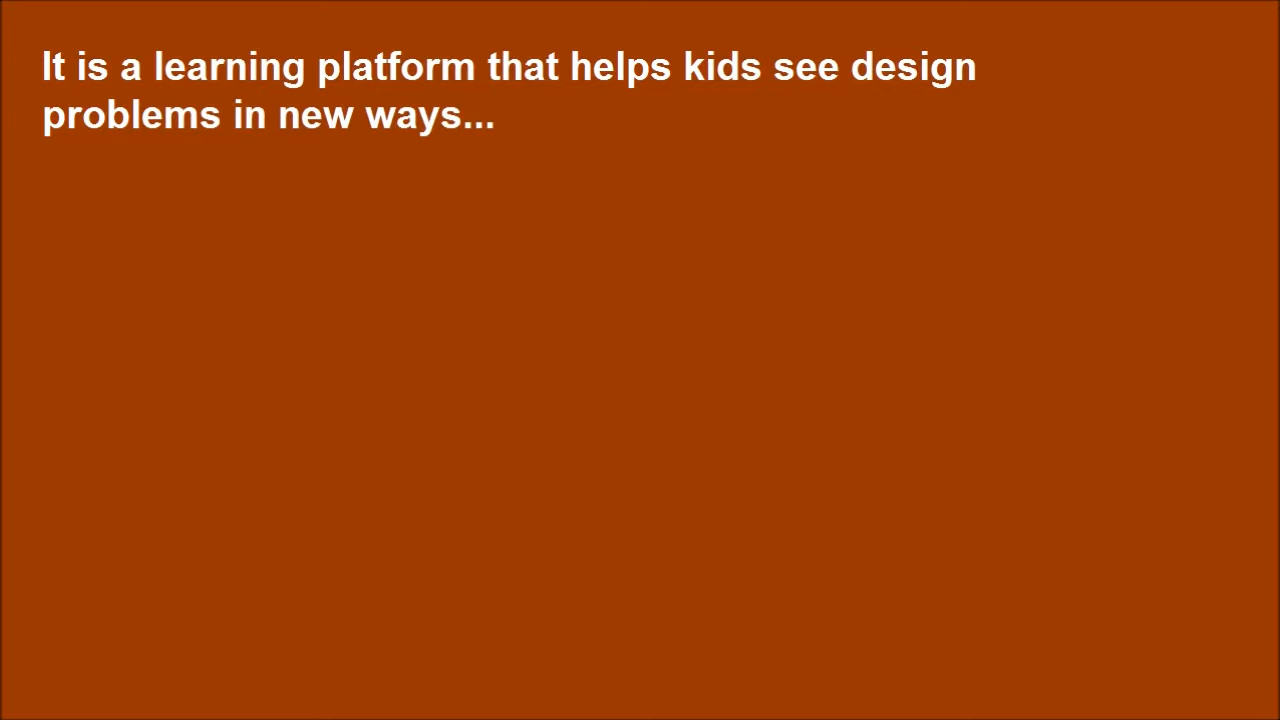 It is a learning platform that helps kids see design
problems in new ways...